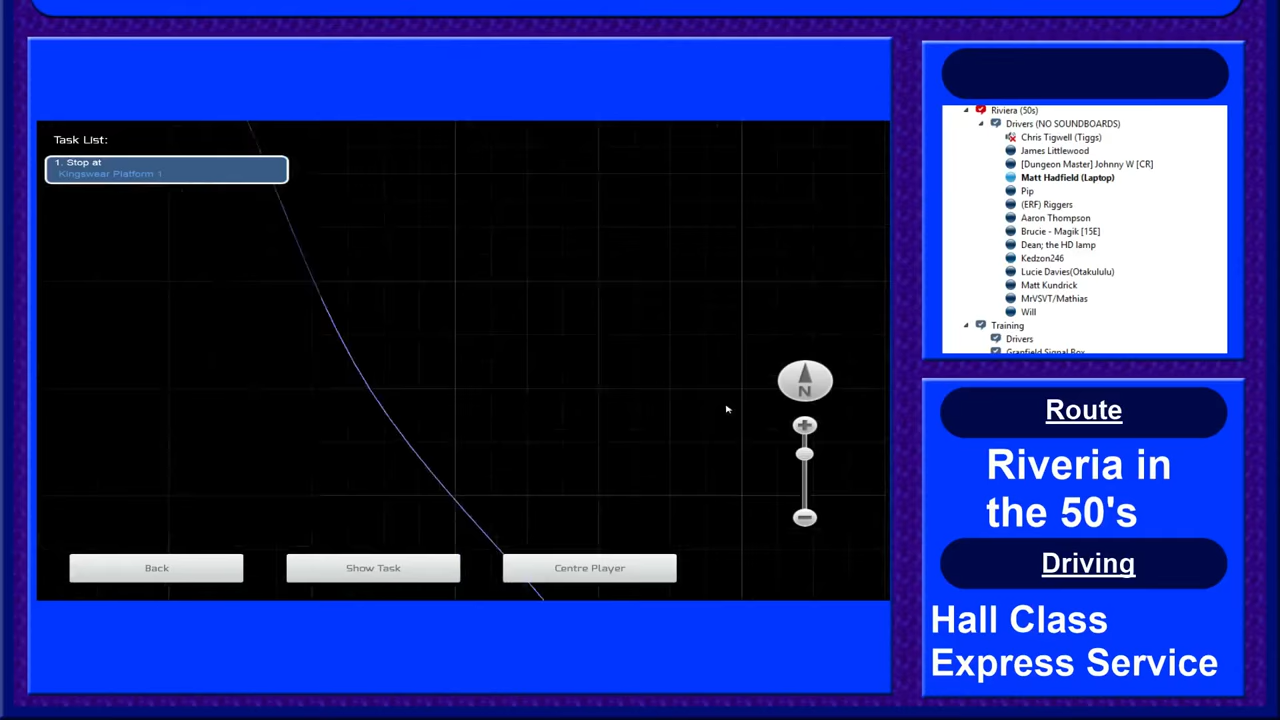 Task List:
1. Stop at
Kingswear Platform 1
N
Back
Show Task
Centre Player
Riviera (50s)
Drivers (NO SOUNDBOARDS)
Chris Tigwell (Tiggs)
James Littlewood
[Dungeon Master] Johnny W [CR]
Matt Hadfield (Laptop)
Pip
(ERF) Riggers
Aaron Thompson
Brucie - Magik [15E]
Dean; the HD lamp
Kedzon246
Lucie Davies(Otakululu)
Matt Kundrick
MrVSVT/Mathias
Will
Training
Drivers
Granfield Signal Box
Route
Riveria in
the 50's
Driving
Hall Class
Express Service